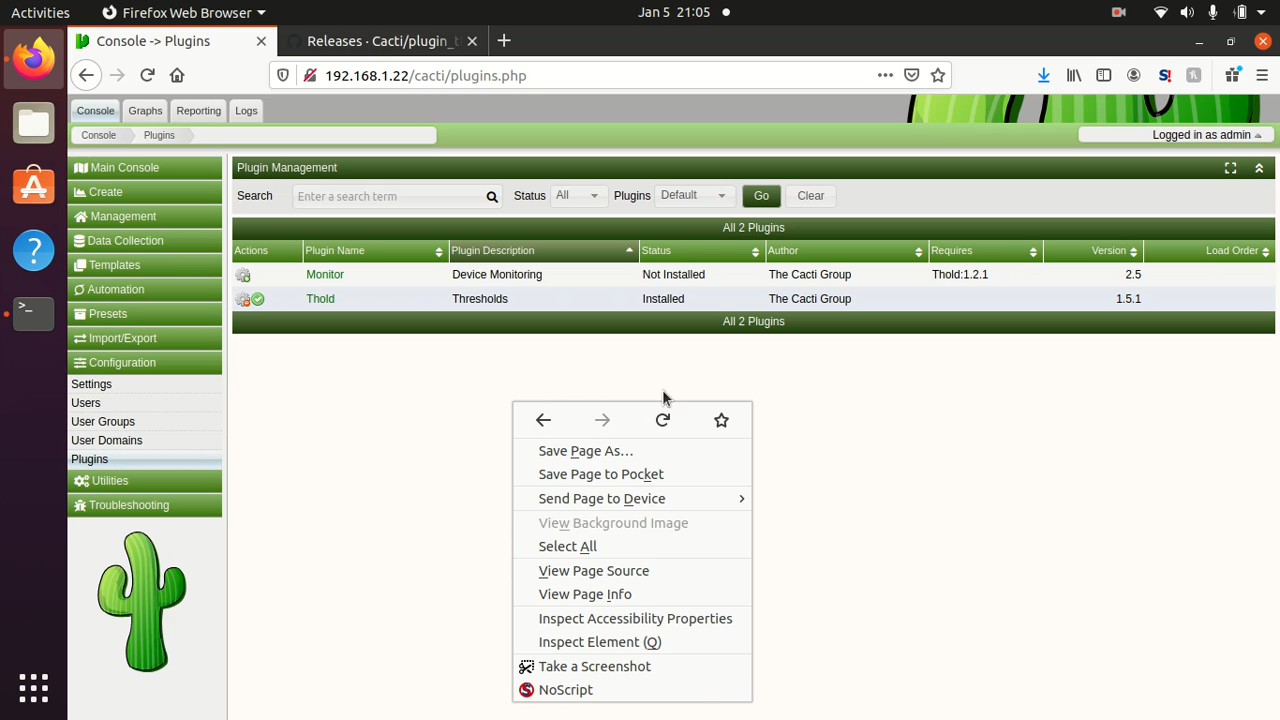 Activities
Firefox Web Browser
Jan 5 21:05
Console -> Plugins
Releases · Cacti/plugin_t
192.168.1.22/cacti/plugins.php
Console Graphs Reporting Logs
Console Plugins
Logged in as admin
Main Console
Create
Management
Data Collection
Templates
Automation
Presets
Import/Export
Configuration
Settings
Users
User Groups
User Domains
Plugins
Utilities
Troubleshooting
Plugin Management
Search Enter a search term Status All Plugins Default Go Clear
All 2 Plugins
Actions Plugin Name Plugin Description Status Author Requires Version Load Order
Monitor Device Monitoring Not Installed The Cacti Group Thold:1.2.1 2.5
Thold Thresholds Installed The Cacti Group 1.5.1
All 2 Plugins
Save Page As…
Save Page to Pocket
Send Page to Device
View Background Image
Select All
View Page Source
View Page Info
Inspect Accessibility Properties
Inspect Element (Q)
Take a Screenshot
NoScript